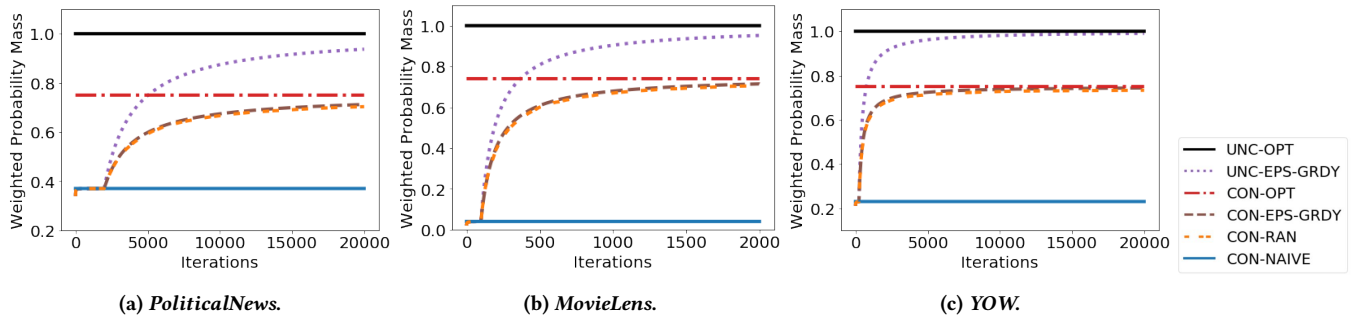 Weighted Probability Mass
1.0
0.8
0.6
0.4
0.2
0
5000
10000
15000
20000
Iterations
(a) PoliticalNews.
Weighted Probability Mass
1.0
0.8
0.6
0.4
0.2
0.0
0
500
1000
1500
2000
Iterations
(b) MovieLens.
Weighted Probability Mass
1.0
0.8
0.6
0.4
0.2
0
5000
10000
15000
20000
Iterations
(c) YOW.
UNC-OPT
UNC-EPS-GRDY
CON-OPT
CON-EPS-GRDY
CON-RAN
CON-NAIVE